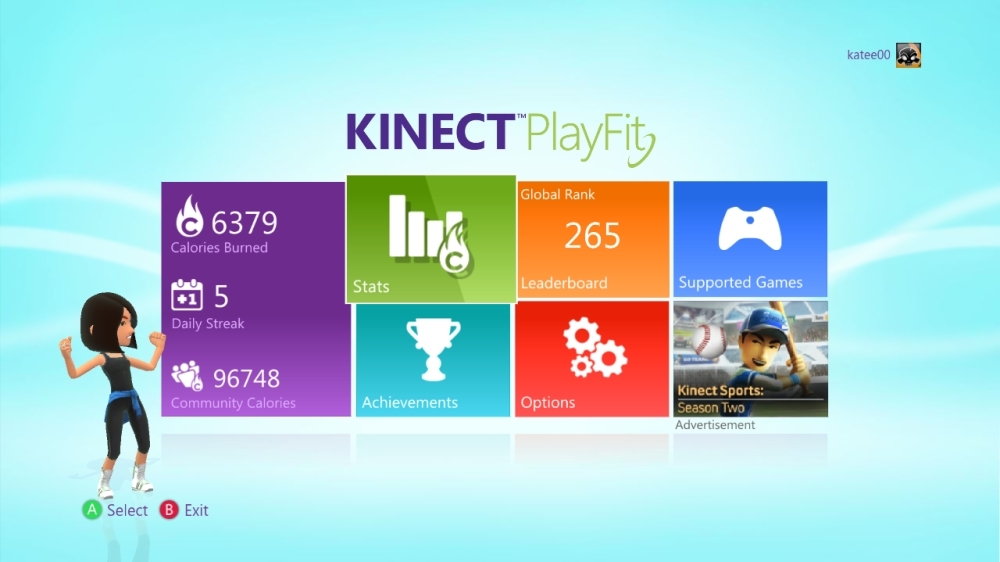 katee00
KINECT™ PlayFit
C 6379
Calories Burned
+1 5
Daily Streak
C 96748
Community Calories
C
Stats
Global Rank
265
Leaderboard
Supported Games
Achievements
Options
Kinect Sports:
Season Two
Advertisement
A Select B Exit